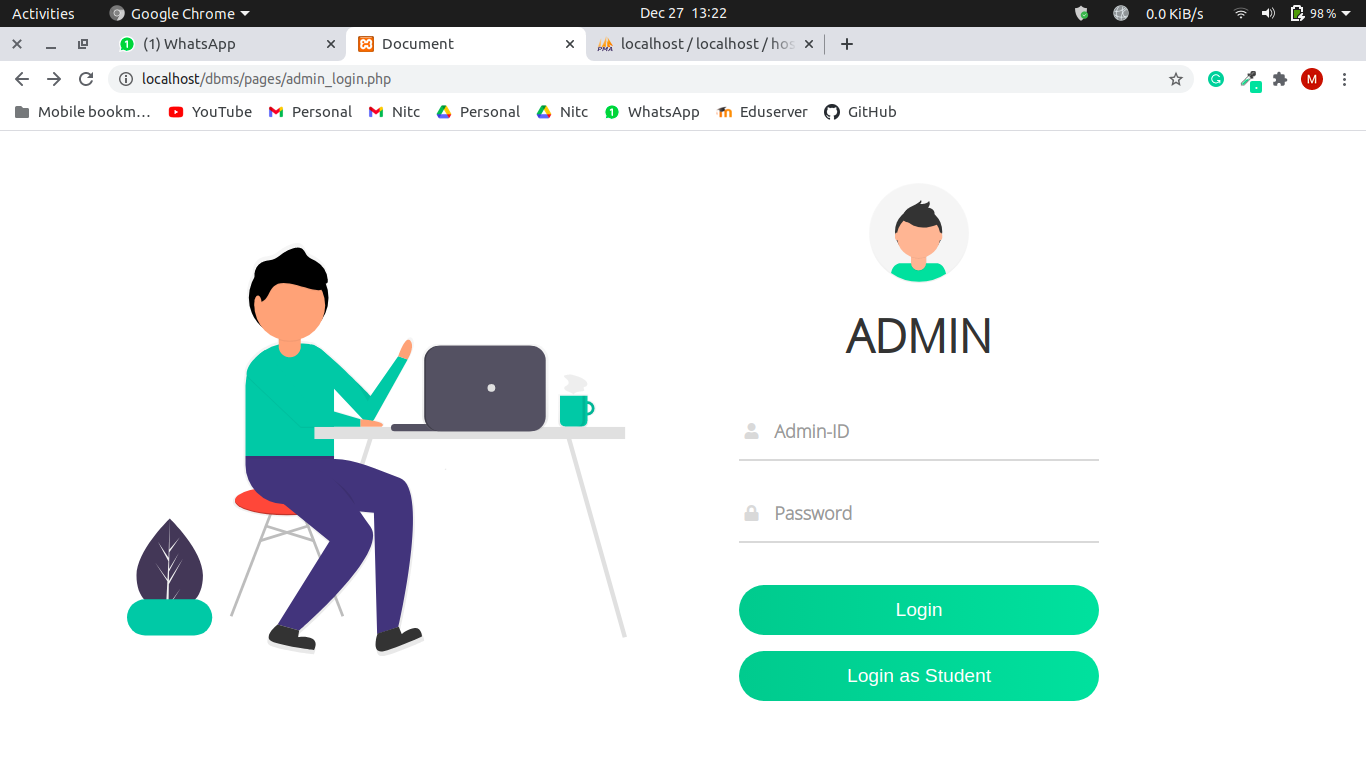 Activities Google Chrome Dec 27 13:22 0.0 KiB/s 98%
(1) WhatsApp Document localhost / localhost / hos
localhost/dbms/pages/admin_login.php M
Mobile bookm… YouTube Personal Nitc Personal Nitc WhatsApp Eduserver GitHub
ADMIN
Admin-ID
Password
Login
Login as Student